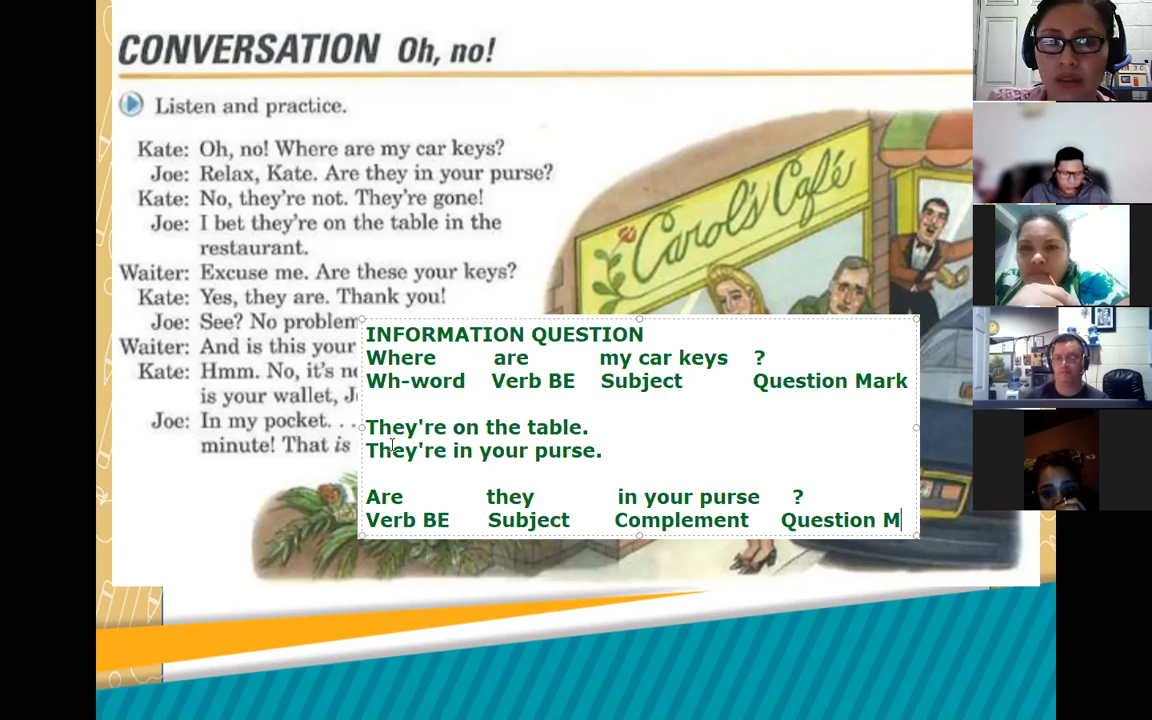 CONVERSATION Oh, no!
Listen and practice.
Kate: Oh, no! Where are my car keys?
Joe: Relax, Kate. Are they in your purse?
Kate: No, they're not. They're gone!
Joe: I bet they're on the table in the
restaurant.
Waiter: Excuse me. Are these your keys?
Kate: Yes, they are. Thank you!
Joe: See? No problem
Waiter: And is this your
Kate: Hmm. No, it's
is your wallet,
Joe: In my pocket. . .
minute! That is
Carol's Café
INFORMATION QUESTION
Where are my car keys ?
Wh-word Verb BE Subject Question Mark
They're on the table.
They're in your purse.
Are they in your purse ?
Verb BE Subject Complement Question M